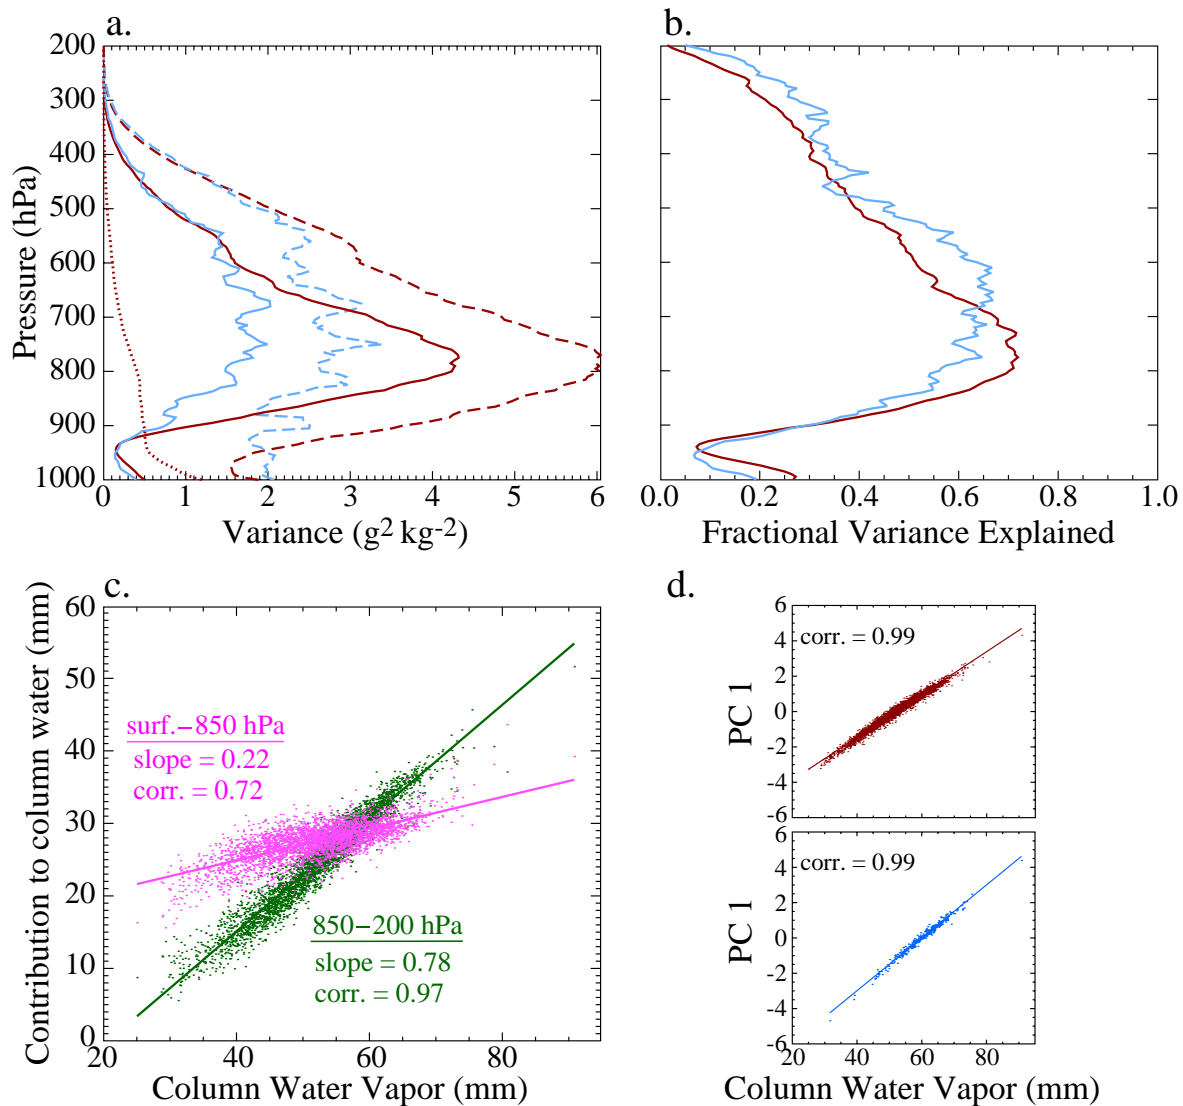 a.
200
300
400
500
600
700
800
900
1000
Pressure (hPa)
0 1 2 3 4 5 6
Variance (g2 kg-2)
b.
0.0 0.2 0.4 0.6 0.8 1.0
Fractional Variance Explained
c.
60
50
40
30
20
10
0
Contribution to column water (mm)
surf.−850 hPa
slope = 0.22
corr. = 0.72
850−200 hPa
slope = 0.78
corr. = 0.97
20 40 60 80
Column Water Vapor (mm)
d.
6
4
2
0
-2
-4
-6
PC 1
corr. = 0.99
6
4
2
0
-2
-4
-6
PC 1
corr. = 0.99
20 40 60 80
Column Water Vapor (mm)